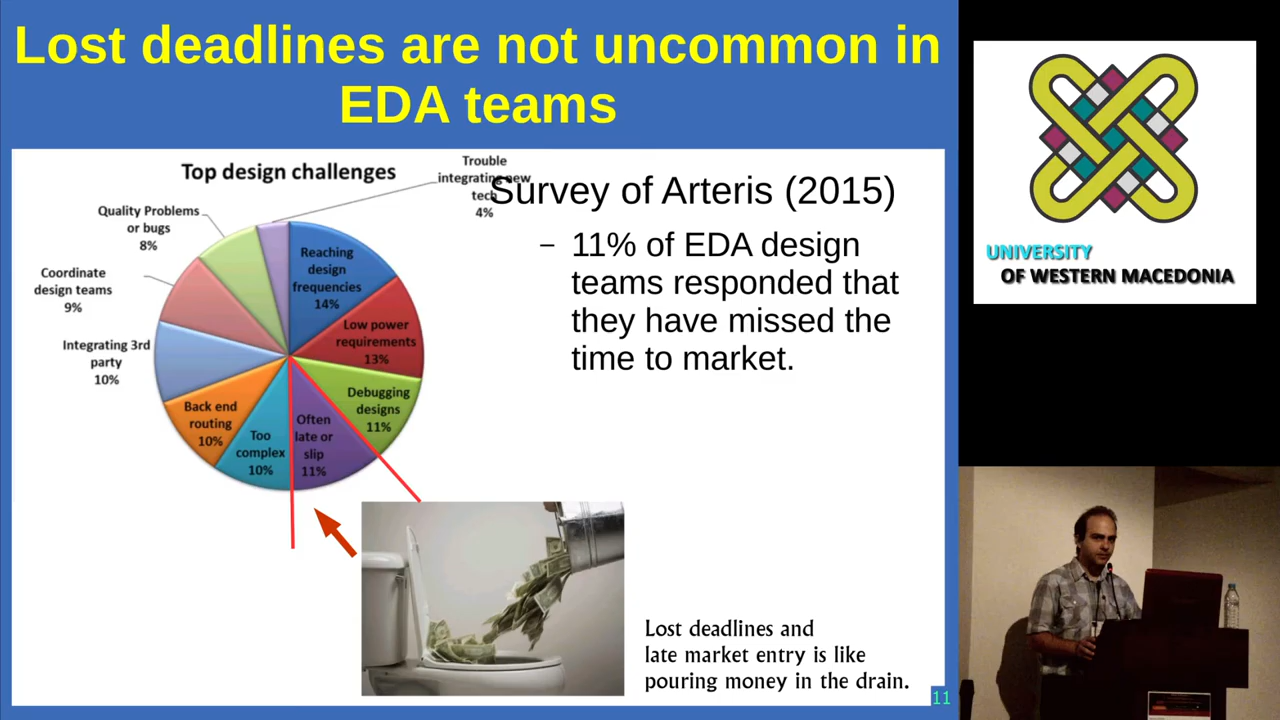 Lost deadlines are not uncommon in
EDA teams
Top design challenges
Trouble
integrating new
tech
4%
Quality Problems
or bugs
8%
Coordinate
design teams
9%
Integrating 3rd
party
10%
Back end
routing
10%
Too
complex
10%
Often
late or
slip
11%
Debugging
designs
11%
Low power
requirements
13%
Reaching
design
frequencies
14%
Survey of Arteris (2015)
– 11% of EDA design
teams responded that
they have missed the
time to market.
Lost deadlines and
late market entry is like
pouring money in the drain.
11
UNIVERSITY
OF WESTERN MACEDONIA